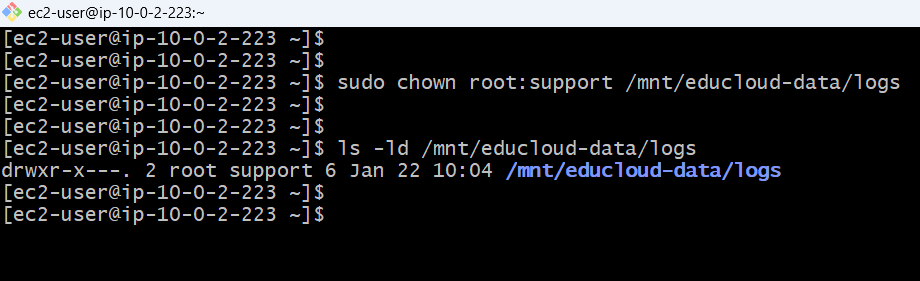 ec2-user@ip-10-0-2-223:~
[ec2-user@ip-10-0-2-223 ~]$
[ec2-user@ip-10-0-2-223 ~]$
[ec2-user@ip-10-0-2-223 ~]$ sudo chown root:support /mnt/educloud-data/logs
[ec2-user@ip-10-0-2-223 ~]$
[ec2-user@ip-10-0-2-223 ~]$
[ec2-user@ip-10-0-2-223 ~]$ ls -ld /mnt/educloud-data/logs
drwxr-x---. 2 root support 6 Jan 22 10:04 /mnt/educloud-data/logs
[ec2-user@ip-10-0-2-223 ~]$
[ec2-user@ip-10-0-2-223 ~]$